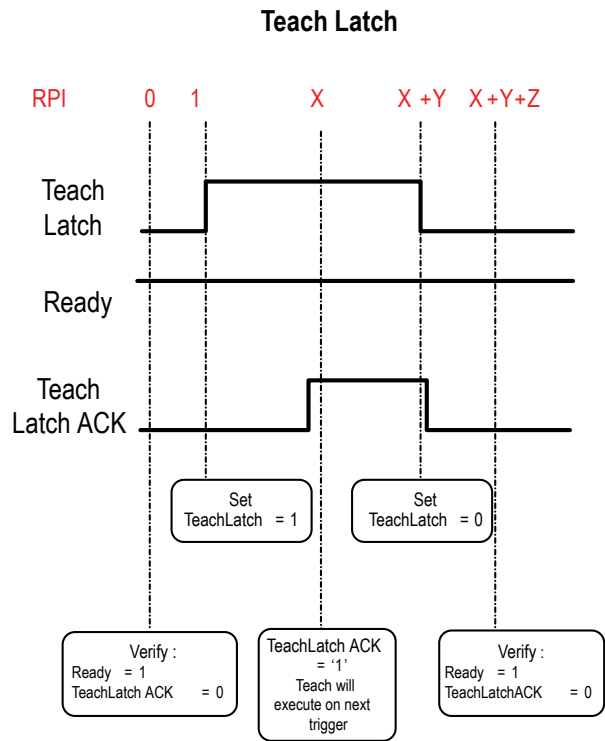 Teach Latch
RPI 0 1 X X +Y X +Y+Z
Teach
Latch
Ready
Teach
Latch ACK
Set
TeachLatch = 1
Set
TeachLatch = 0
Verify :
Ready = 1
TeachLatch ACK = 0
TeachLatch ACK
= ‘1’
Teach will
execute on next
trigger
Verify :
Ready = 1
TeachLatchACK = 0